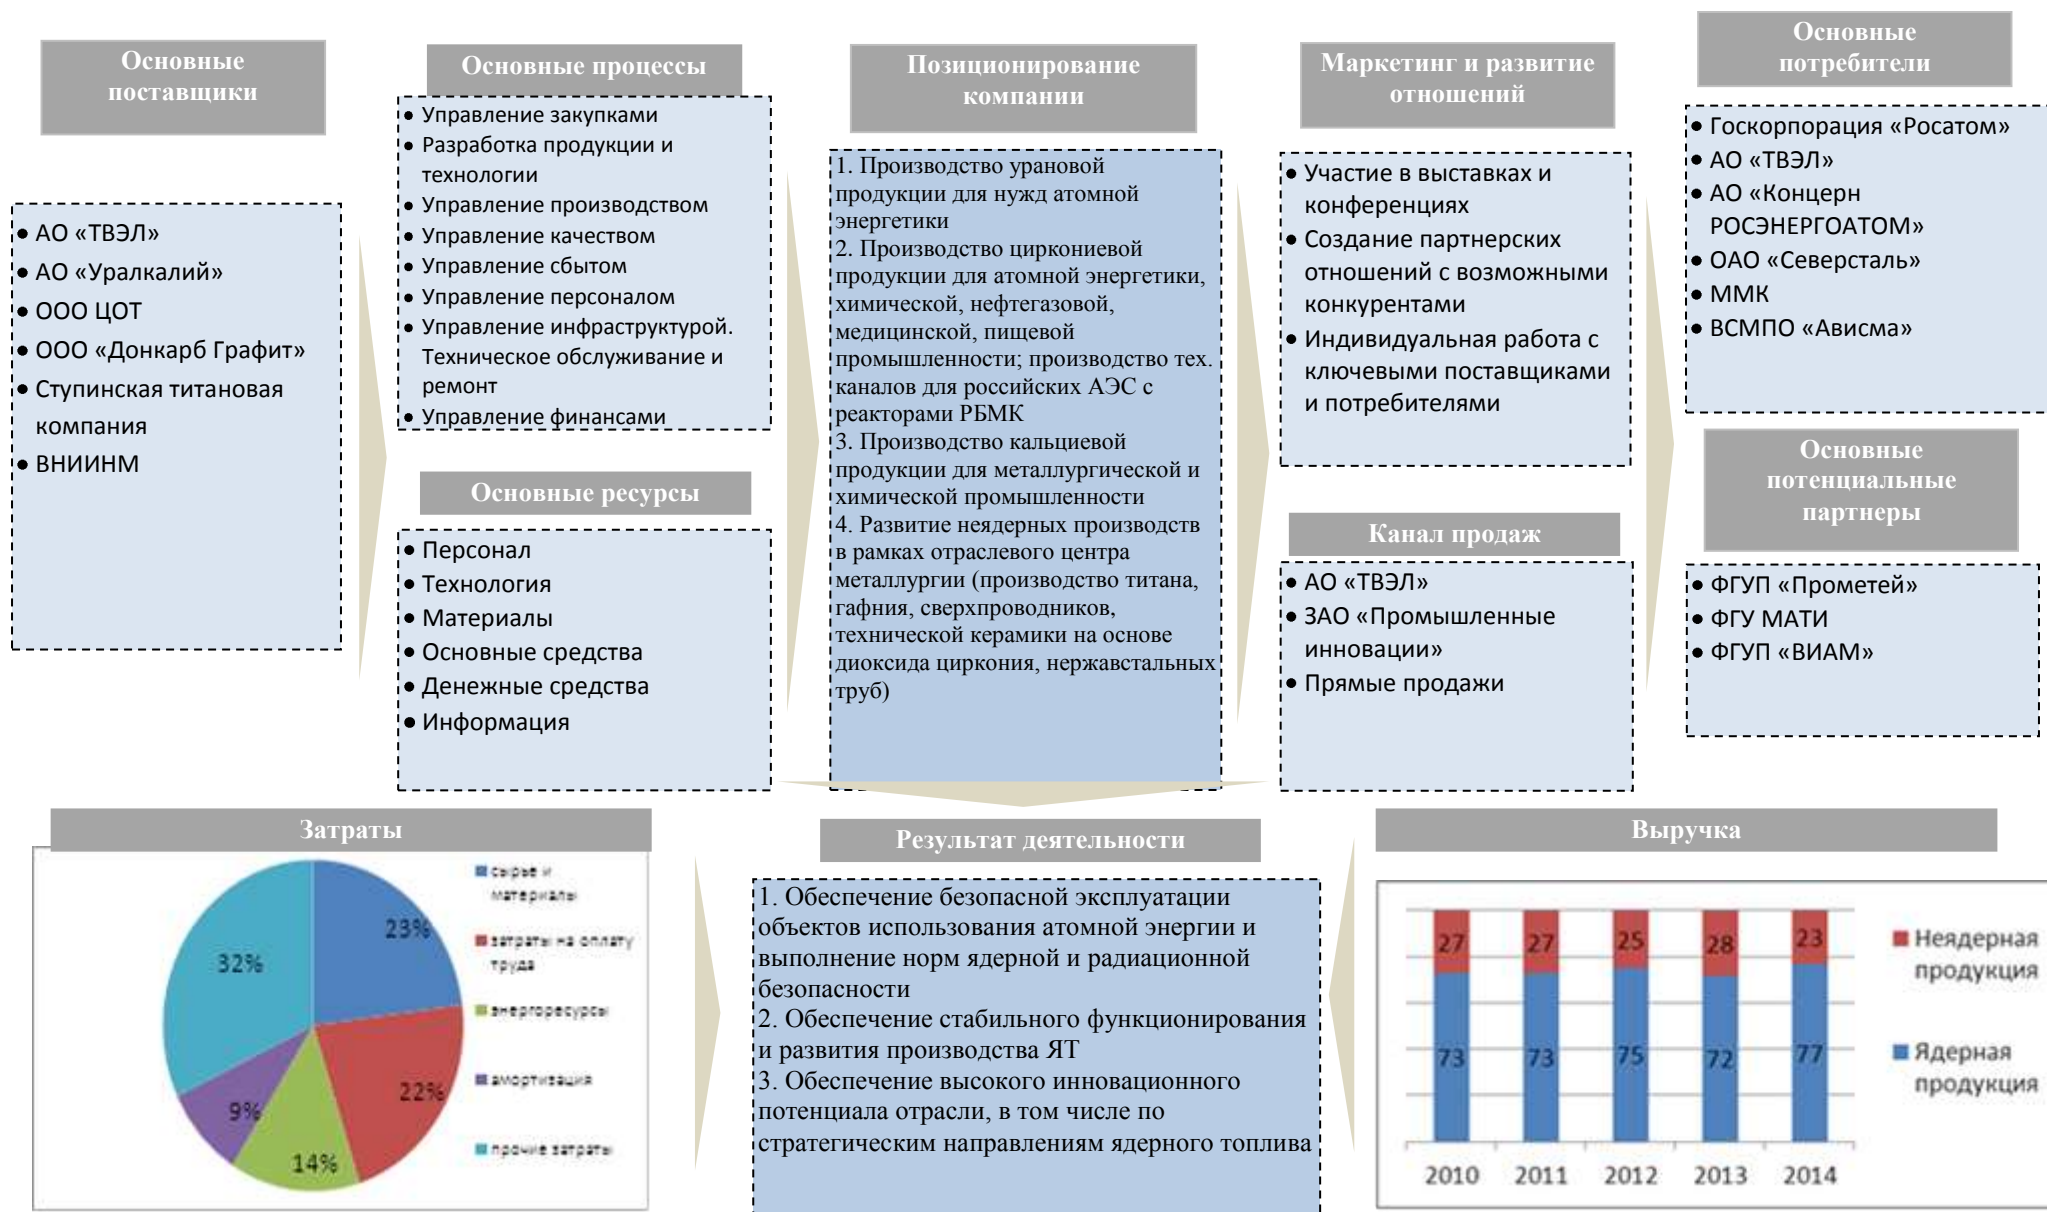 Основные
поставщики
• АО «ТВЭЛ»
• АО «Уралкалий»
• ООО ЦОТ
• ООО «Донкарб Графит»
• Ступинская титановая
компания
• ВНИИНМ
Основные процессы
• Управление закупками
• Разработка продукции и
технологии
• Управление производством
• Управление качеством
• Управление сбытом
• Управление персоналом
• Управление инфраструктурой.
Техническое обслуживание и
ремонт
• Управление финансами
Основные ресурсы
• Персонал
• Технология
• Материалы
• Основные средства
• Денежные средства
• Информация
Позиционирование
компании
1. Производство урановой
продукции для нужд атомной
энергетики
2. Производство циркониевой
продукции для атомной энергетики,
химической, нефтегазовой,
медицинской, пищевой
промышленности; производство тех.
каналов для российских АЭС с
реакторами РБМК
3. Производство кальциевой
продукции для металлургической и
химической промышленности
4. Развитие неядерных производств
в рамках отраслевого центра
металлургии (производство титана,
гафния, сверхпроводников,
технической керамики на основе
диоксида циркония, нержавстальных
труб)
Маркетинг и развитие
отношений
• Участие в выставках и
конференциях
• Создание партнерских
отношений с возможными
конкурентами
• Индивидуальная работа с
ключевыми поставщиками
и потребителями
Канал продаж
• АО «ТВЭЛ»
• ЗАО «Промышленные
инновации»
• Прямые продажи
Основные
потребители
• Госкорпорация «Росатом»
• АО «ТВЭЛ»
• АО «Концерн
РОСЭНЕРГОАТОМ»
• ОАО «Северсталь»
• ММК
• ВСМПО «Ависма»
Основные
потенциальные
партнеры
• ФГУП «Прометей»
• ФГУ МАТИ
• ФГУП «ВИАМ»
Затраты
23%
22%
14%
9%
32%
сырье и
материалы
затраты на оплату
труда
энергоресурсы
амортизация
прочие затраты
Результат деятельности
1. Обеспечение безопасной эксплуатации
объектов использования атомной энергии и
выполнение норм ядерной и радиационной
безопасности
2. Обеспечение стабильного функционирования
и развития производства ЯТ
3. Обеспечение высокого инновационного
потенциала отрасли, в том числе по
стратегическим направлениям ядерного топлива
Выручка
27 27 25 28 23
73 73 75 72 77
2010 2011 2012 2013 2014
Неядерная
продукция
Ядерная
продукция